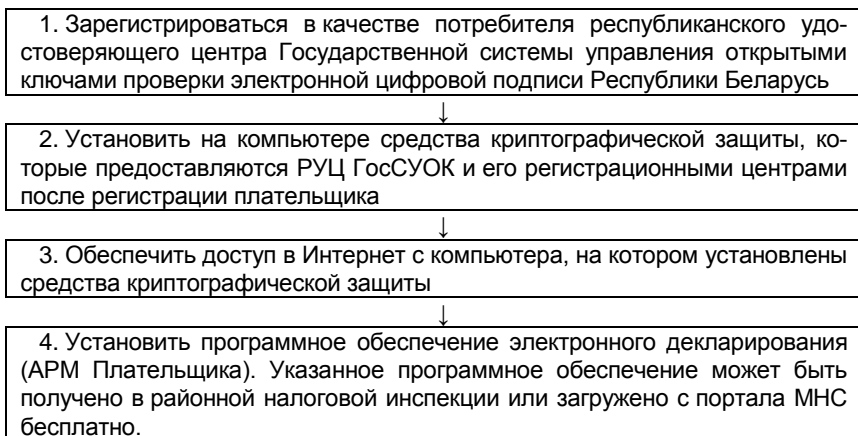 1. Зарегистрироваться в качестве потребителя республиканского удо-
стоверяющего центра Государственной системы управления открытыми
ключами проверки электронной цифровой подписи Республики Беларусь
↓
2. Установить на компьютере средства криптографической защиты, ко-
торые предоставляются РУЦ ГосСУОК и его регистрационными центрами
после регистрации плательщика
↓
3. Обеспечить доступ в Интернет с компьютера, на котором установлены
средства криптографической защиты
↓
4. Установить программное обеспечение электронного декларирования
(АРМ Плательщика). Указанное программное обеспечение может быть
получено в районной налоговой инспекции или загружено с портала МНС
бесплатно.